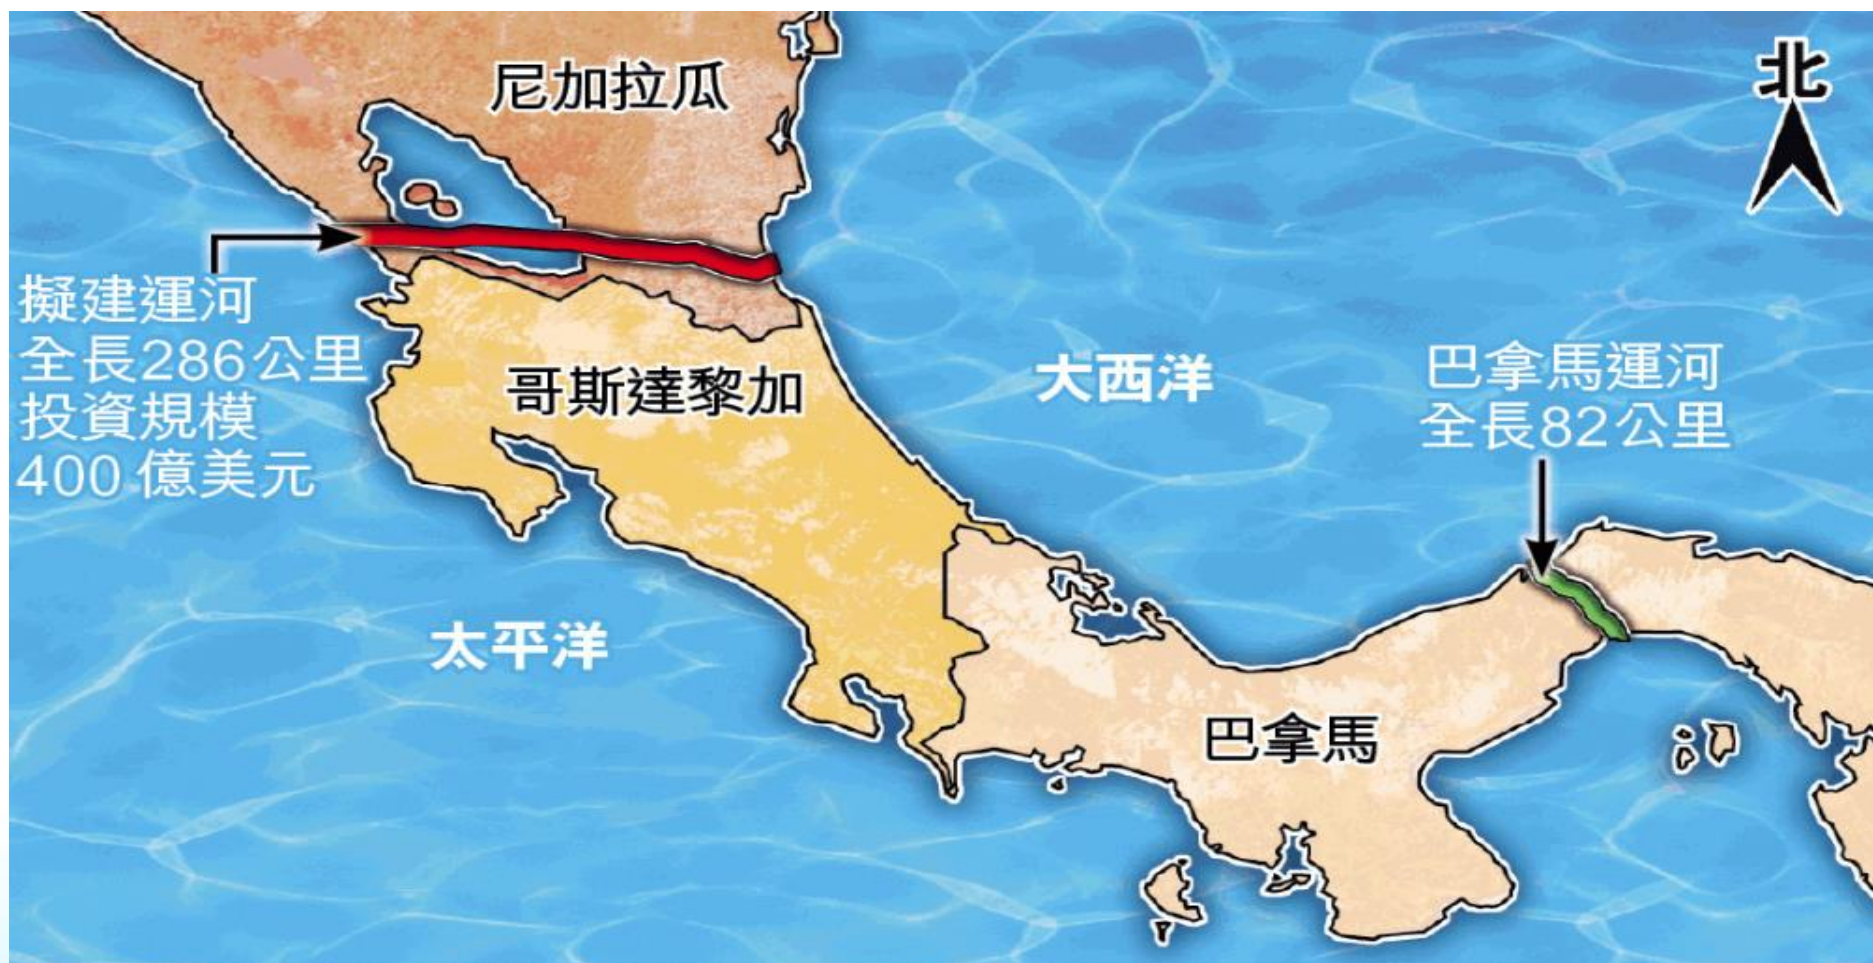 尼加拉瓜
北
擬建運河
全長286公里
投資規模
400 億美元
哥斯達黎加
大西洋
巴拿馬運河
全長82公里
太平洋
巴拿馬